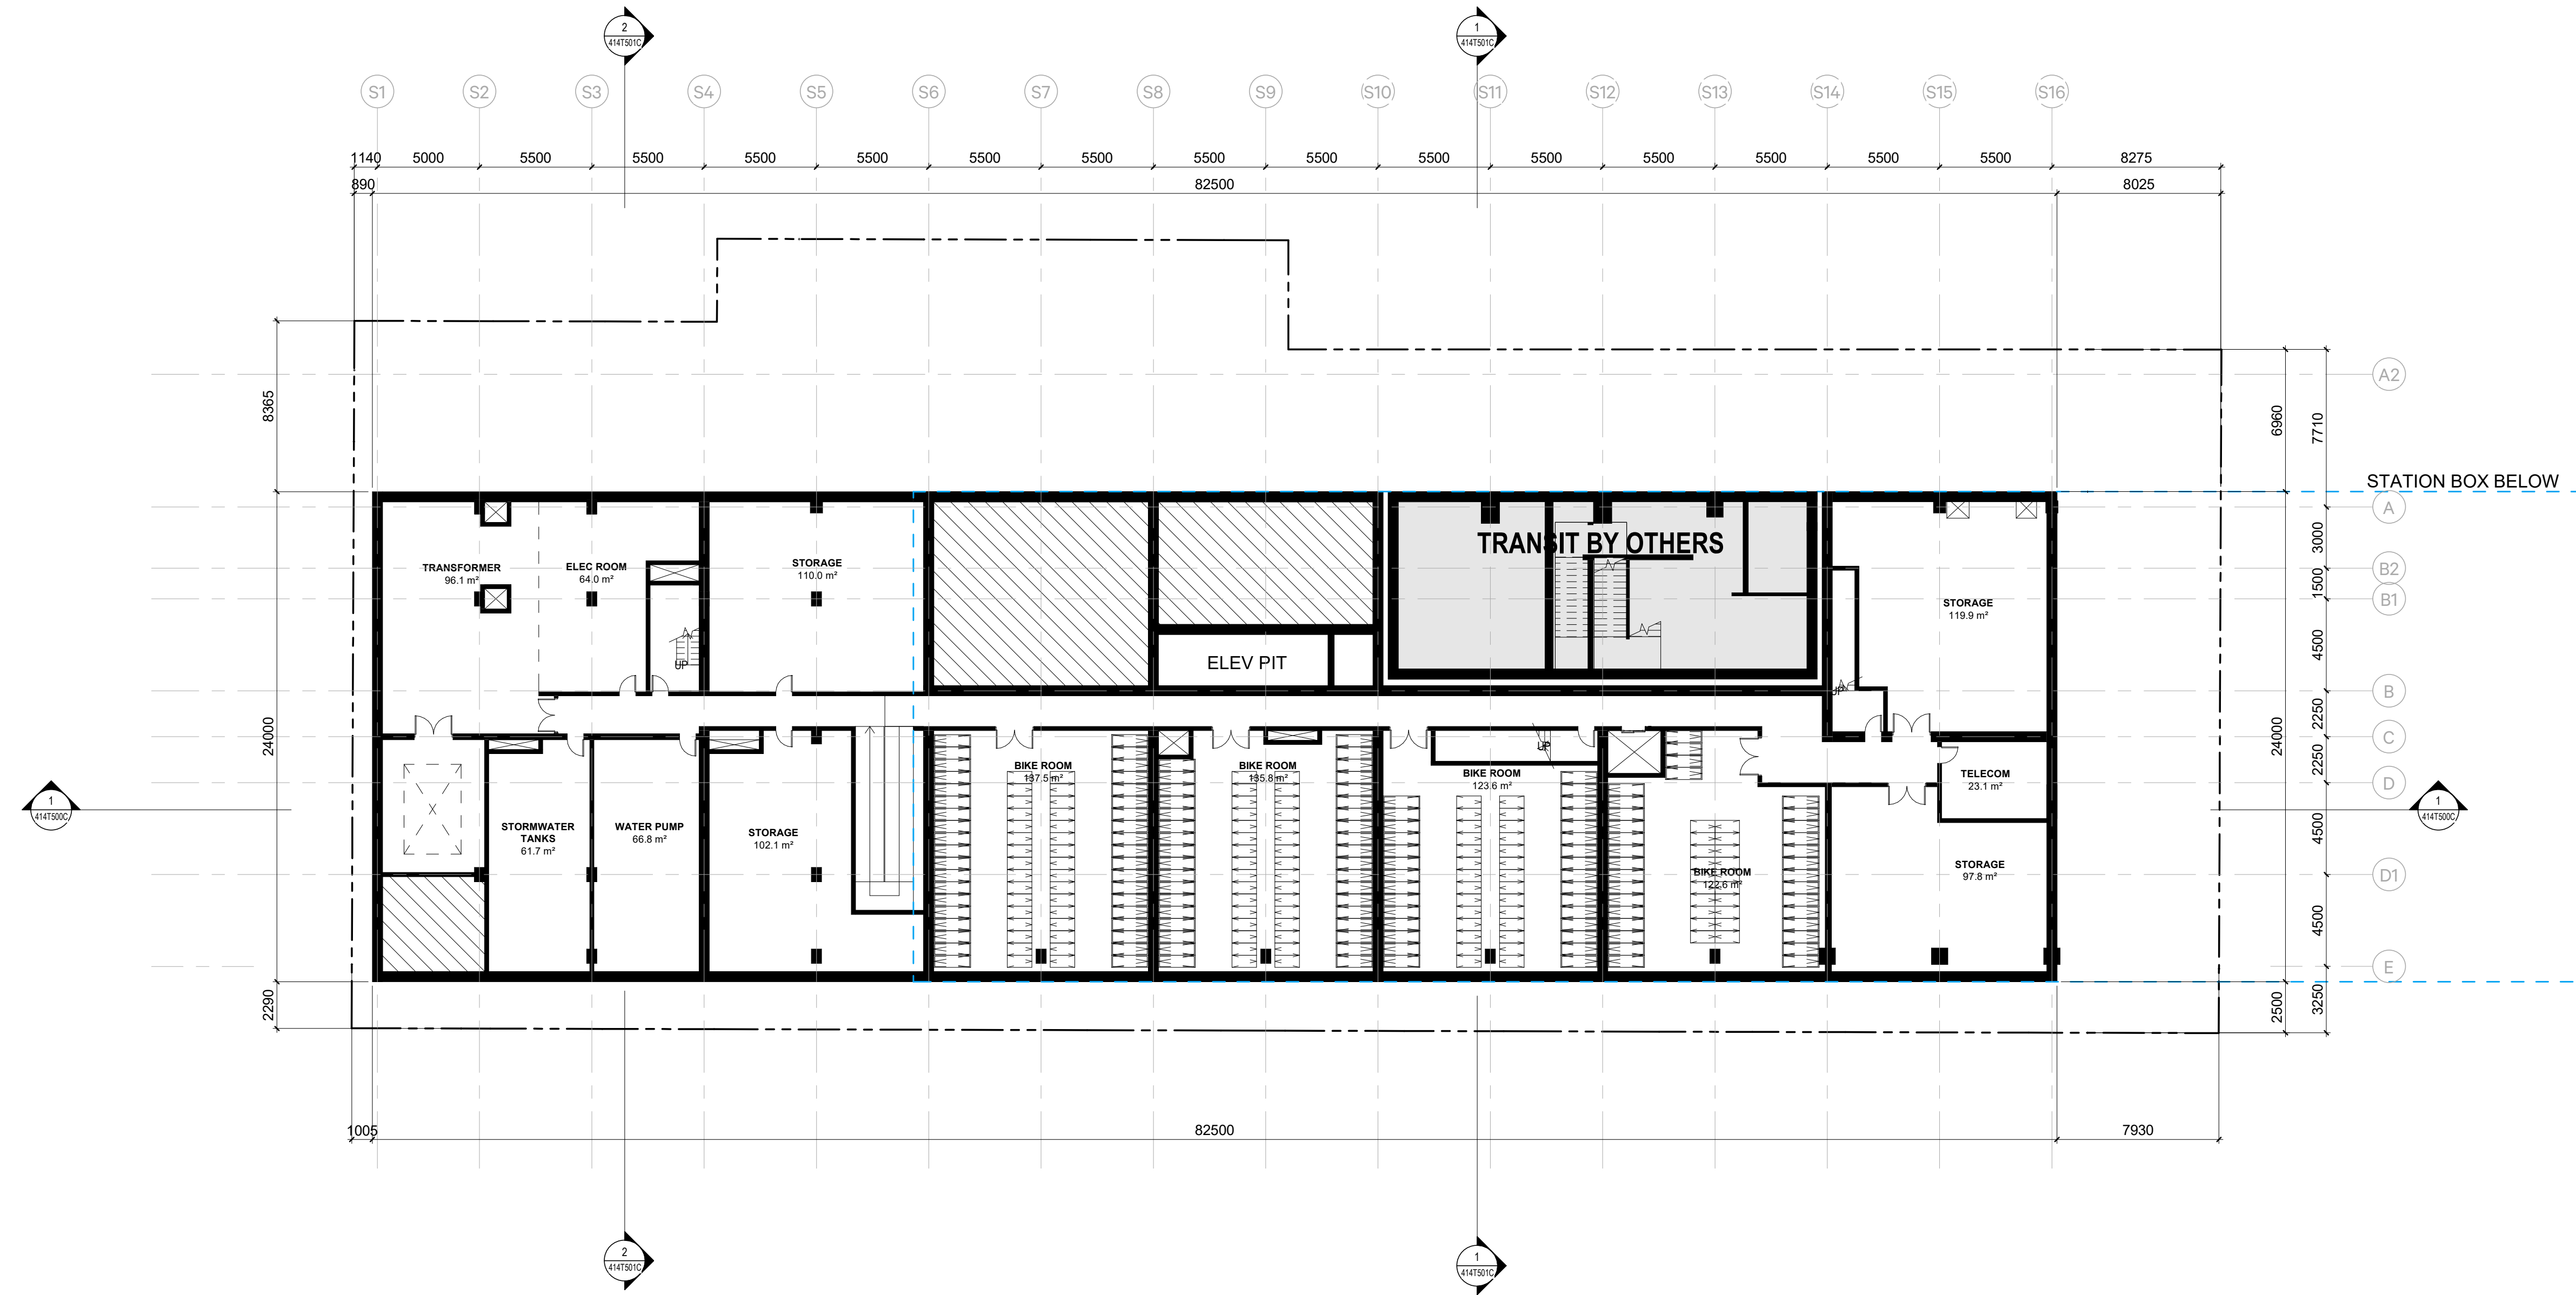 2
414T501C
1
414T501C
S1 S2 S3 S4 S5 S6 S7 S8 S9 S10 S11 S12 S13 S14 S15 S16
1140 5000 5500 5500 5500 5500 5500 5500 5500 5500 5500 5500 5500 5500 5500 5500 8275
890 82500 8025
A2
8365
6960
7710
STATION BOX BELOW
A
3000
TRANSIT BY OTHERS
TRANSFORMER
96.1 m²
ELEC ROOM
64.0 m²
STORAGE
110.0 m²
B2
1500
B1
STORAGE
119.9 m²
4500
UP
ELEV PIT
UP
B
2250
24000
24000
C
UP
2250
BIKE ROOM
137.5 m²
BIKE ROOM
135.8 m²
BIKE ROOM
123.6 m²
TELECOM
23.1 m²
D
1
414T500C
1
414T500C
STORMWATER
TANKS
61.7 m²
WATER PUMP
66.8 m²
STORAGE
102.1 m²
4500
BIKE ROOM
122.6 m²
STORAGE
97.8 m²
D1
4500
E
2290
2500
3250
1005 82500 7930
2
414T501C
1
414T501C